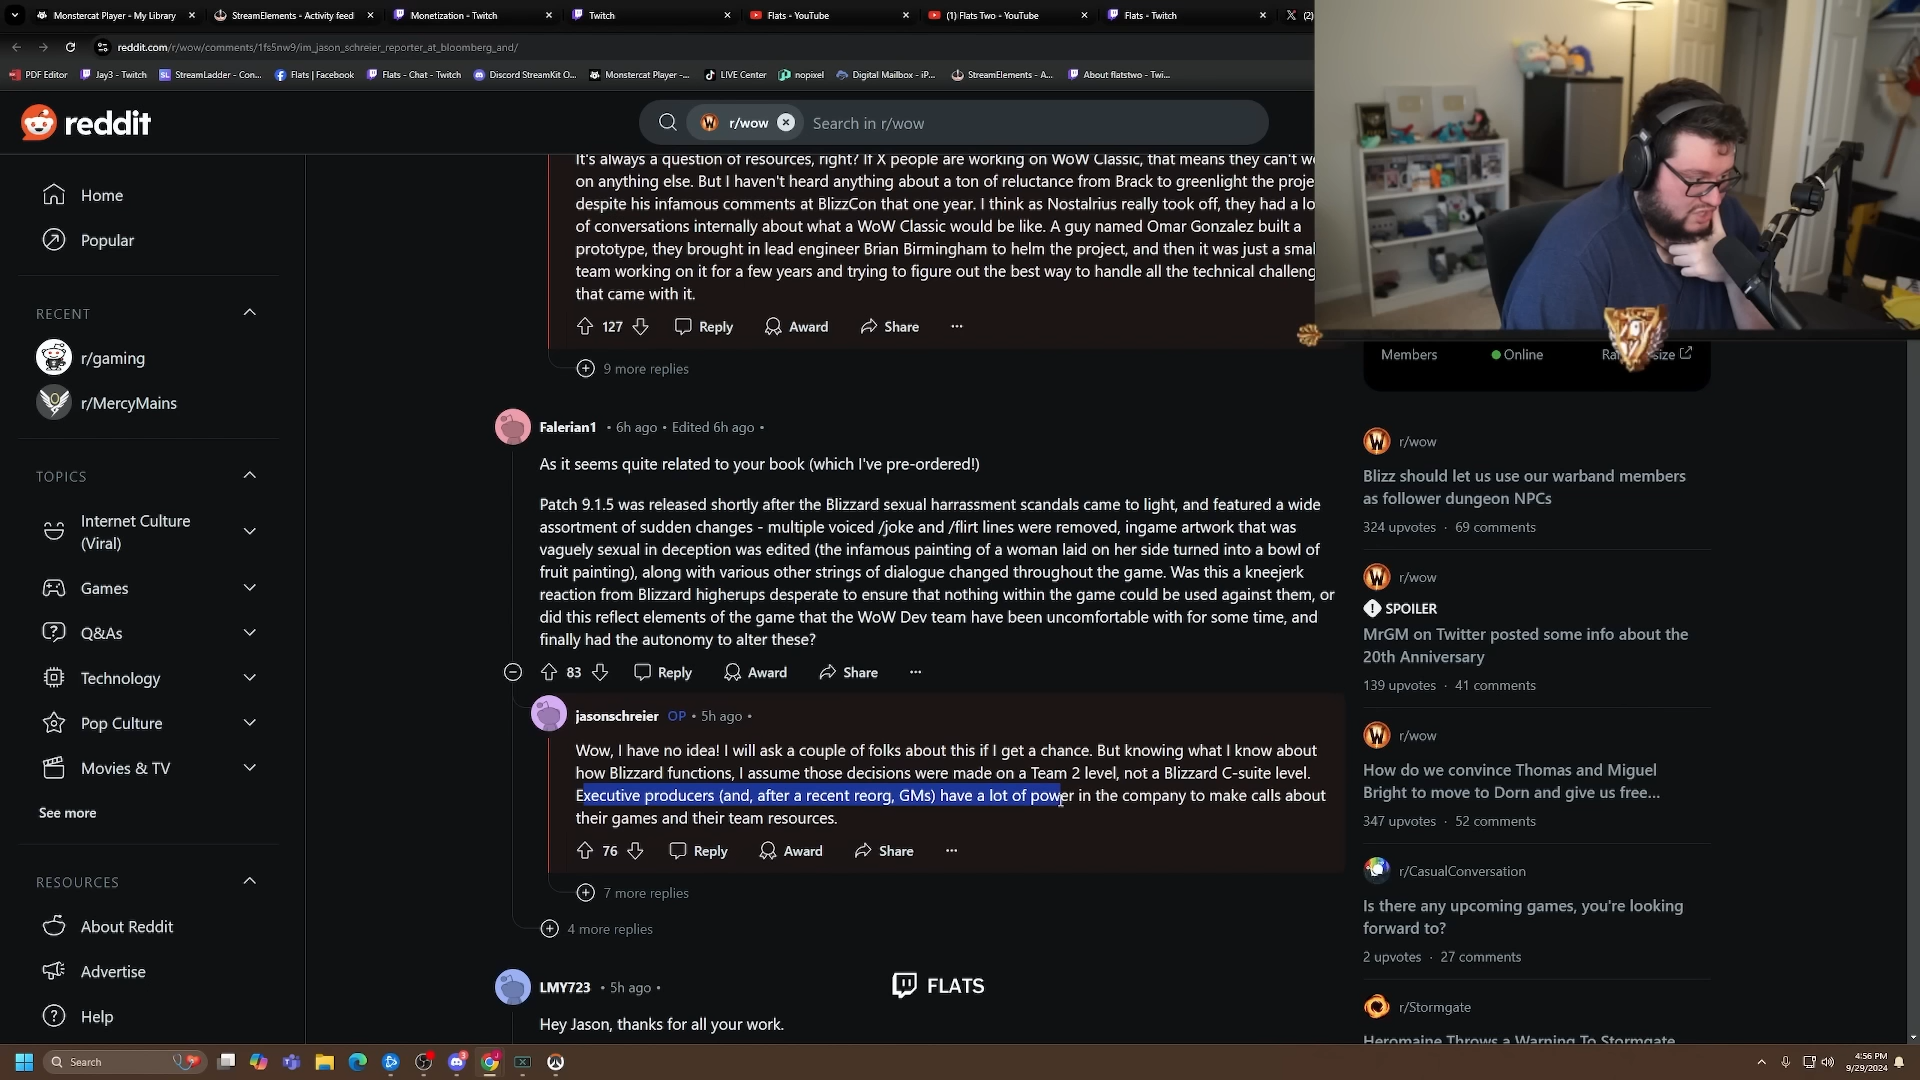 Monstercat Player - My Library
StreamElements - Activity feed
Monetization - Twitch
Twitch
Flats - YouTube
(1) Flats Two - YouTube
Flats - Twitch
(2)
reddit.com/r/wow/comments/1fs5nw9/im_jason_schreier_reporter_at_bloomberg_and/
PDF Editor
Jay3 - Twitch
StreamLadder - Con...
Flats | Facebook
Flats - Chat - Twitch
Discord StreamKit O...
Monstercat Player -...
LIVE Center
nopixel
Digital Mailbox - iP...
StreamElements - A...
About flatstwo - Twi...
reddit
r/wow
Search in r/wow
Home
Popular
RECENT
r/gaming
r/MercyMains
TOPICS
Internet Culture
(Viral)
Games
Q&As
Technology
Pop Culture
Movies & TV
See more
RESOURCES
About Reddit
Advertise
Help
It's always a question of resources, right? If X people are working on WoW Classic, that means they can't w
on anything else. But I haven't heard anything about a ton of reluctance from Brack to greenlight the proje
despite his infamous comments at BlizzCon that one year. I think as Nostalrius really took off, they had a lo
of conversations internally about what a WoW Classic would be like. A guy named Omar Gonzalez built a
prototype, they brought in lead engineer Brian Birmingham to helm the project, and then it was just a smal
team working on it for a few years and trying to figure out the best way to handle all the technical challeng
that came with it.
127 Reply Award Share ...
9 more replies
Falerian1 • 6h ago • Edited 6h ago •
As it seems quite related to your book (which I've pre-ordered!)
Patch 9.1.5 was released shortly after the Blizzard sexual harrassment scandals came to light, and featured a wide
assortment of sudden changes - multiple voiced /joke and /flirt lines were removed, ingame artwork that was
vaguely sexual in deception was edited (the infamous painting of a woman laid on her side turned into a bowl of
fruit painting), along with various other strings of dialogue changed throughout the game. Was this a kneejerk
reaction from Blizzard higherups desperate to ensure that nothing within the game could be used against them, or
did this reflect elements of the game that the WoW Dev team have been uncomfortable with for some time, and
finally had the autonomy to alter these?
83 Reply Award Share ...
jasonschreier OP • 5h ago •
Wow, I have no idea! I will ask a couple of folks about this if I get a chance. But knowing what I know about
how Blizzard functions, I assume those decisions were made on a Team 2 level, not a Blizzard C-suite level.
Executive producers (and, after a recent reorg, GMs) have a lot of power in the company to make calls about
their games and their team resources.
76 Reply Award Share ...
7 more replies
4 more replies
LMY723 • 5h ago •
Hey Jason, thanks for all your work.
FLATS
Members
Online
r/wow
Blizz should let us use our warband members
as follower dungeon NPCs
324 upvotes · 69 comments
r/wow
SPOILER
MrGM on Twitter posted some info about the
20th Anniversary
139 upvotes · 41 comments
r/wow
How do we convince Thomas and Miguel
Bright to move to Dorn and give us free...
347 upvotes · 52 comments
r/CasualConversation
Is there any upcoming games, you're looking
forward to?
2 upvotes · 27 comments
r/Stormgate
Heromaine Throws a Warning To Stormgate
Search
4:56 PM
9/29/2024